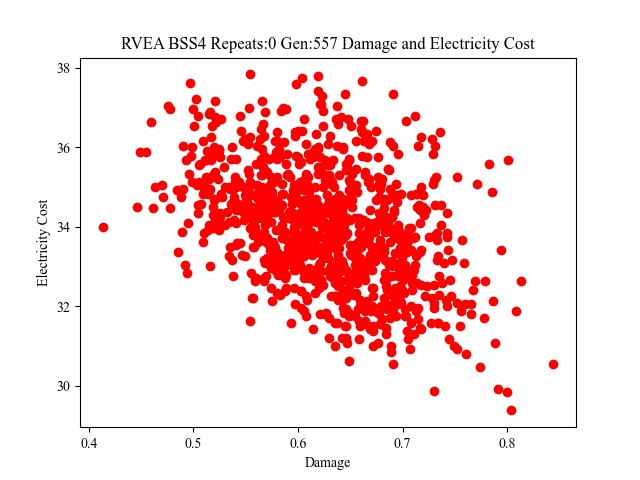 RVEA BSS4 Repeats:0 Gen:557 Damage and Electricity Cost
38
36
34
32
30
Electricity Cost
0.4 0.5 0.6 0.7 0.8
Damage